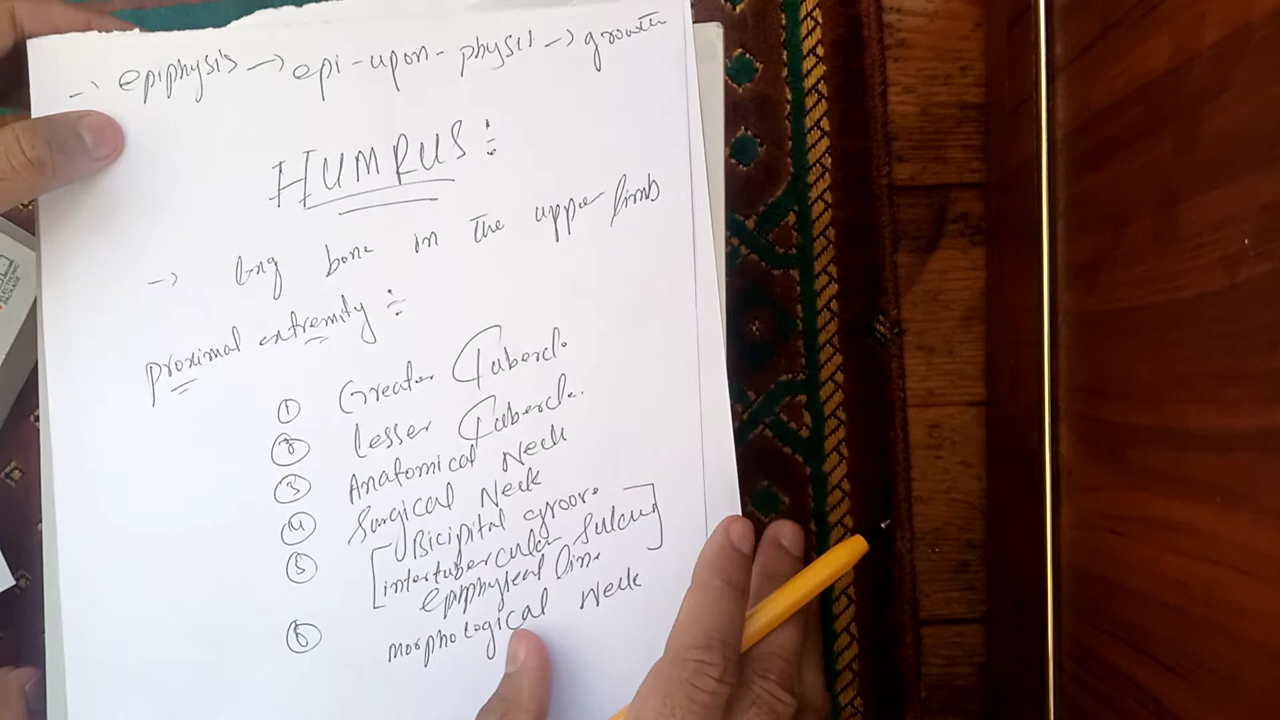 -> epiphysis -> epi-upon-physis -> growth
HUMRUS :
-> long bone in the upper limb
proximal extremity :
① Greater Tubercle
② Lesser Tubercle.
③ Anatomical Neck
④ Surgical Neck
⑤ [Bicipital groove
intertubercular Sulcus]
epiphyseal line
⑥ morphological Neck